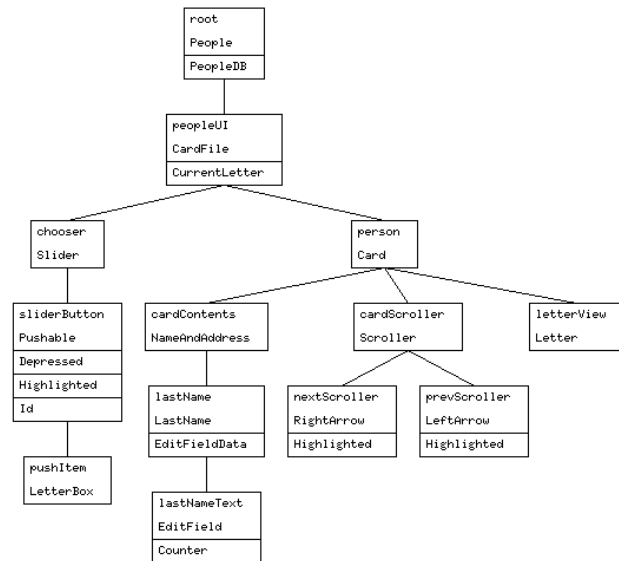 root
People
PeopleDB
peopleUI
CardFile
CurrentLetter
chooser
Slider
person
Card
sliderButton
Pushable
Depressed
Highlighted
Id
cardContents
NameAndAddress
cardScroller
Scroller
letterView
Letter
lastName
LastName
EditFieldData
nextScroller
RightArrow
Highlighted
prevScroller
LeftArrow
Highlighted
pushItem
LetterBox
lastNameText
EditField
Counter